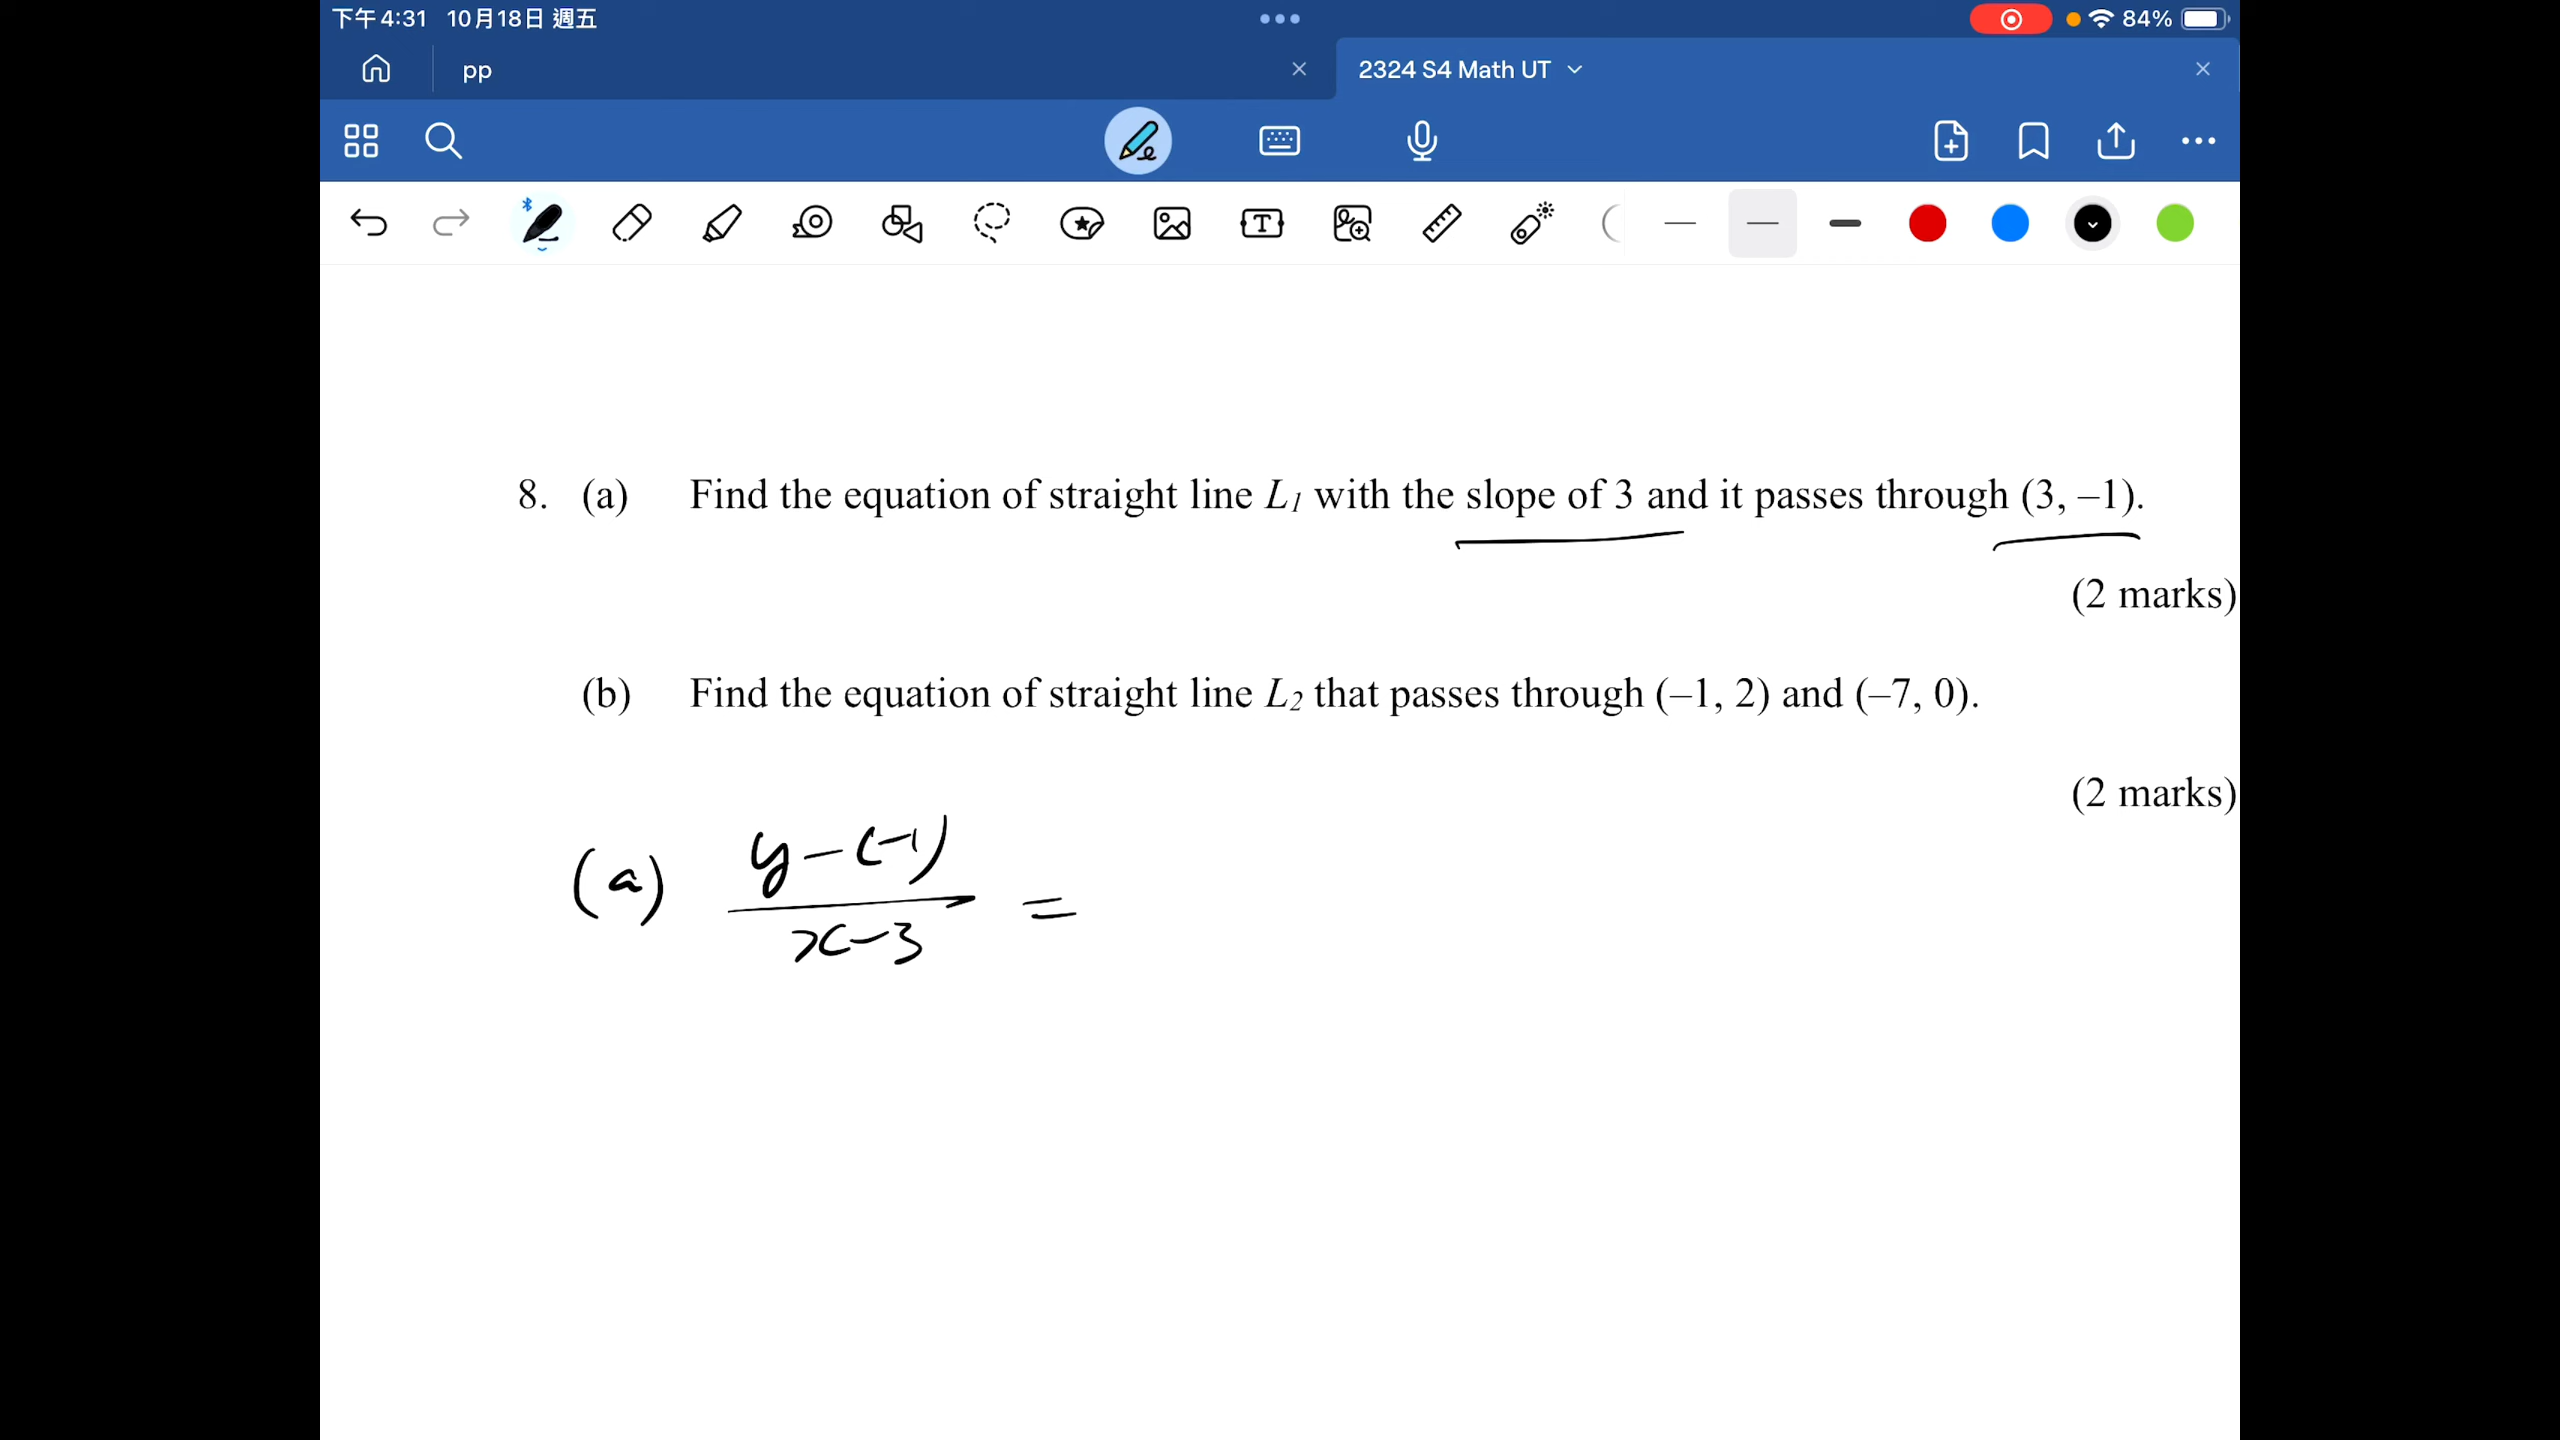 下午4:31 10月18日 週五 84%
pp 2324 S4 Math UT
8. (a) Find the equation of straight line L₁ with the slope of 3 and it passes through (3, –1).
(2 marks)
(b) Find the equation of straight line L₂ that passes through (–1, 2) and (–7, 0).
(2 marks)
(a) y-(-1)
x-3 =